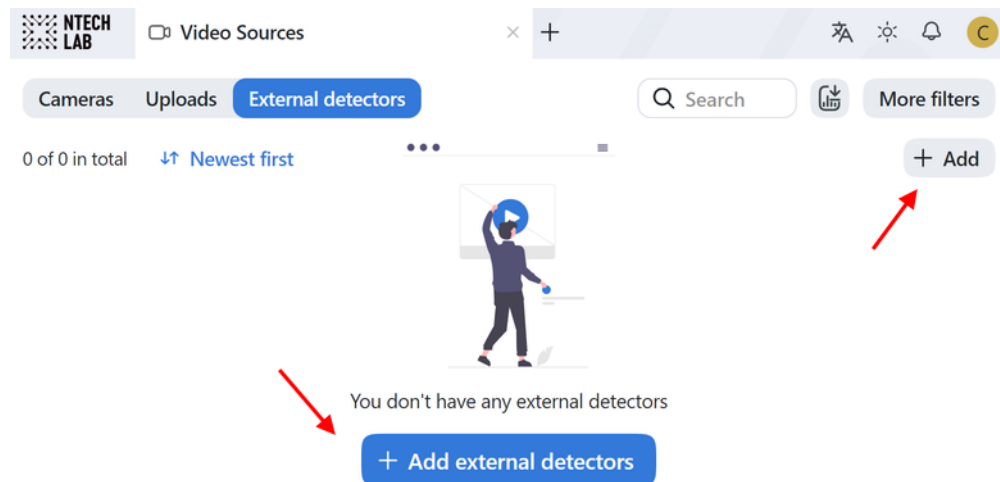 NTECH
LAB
Video Sources
C
Cameras Uploads External detectors Search More filters
0 of 0 in total Newest first + Add
You don't have any external detectors
+ Add external detectors